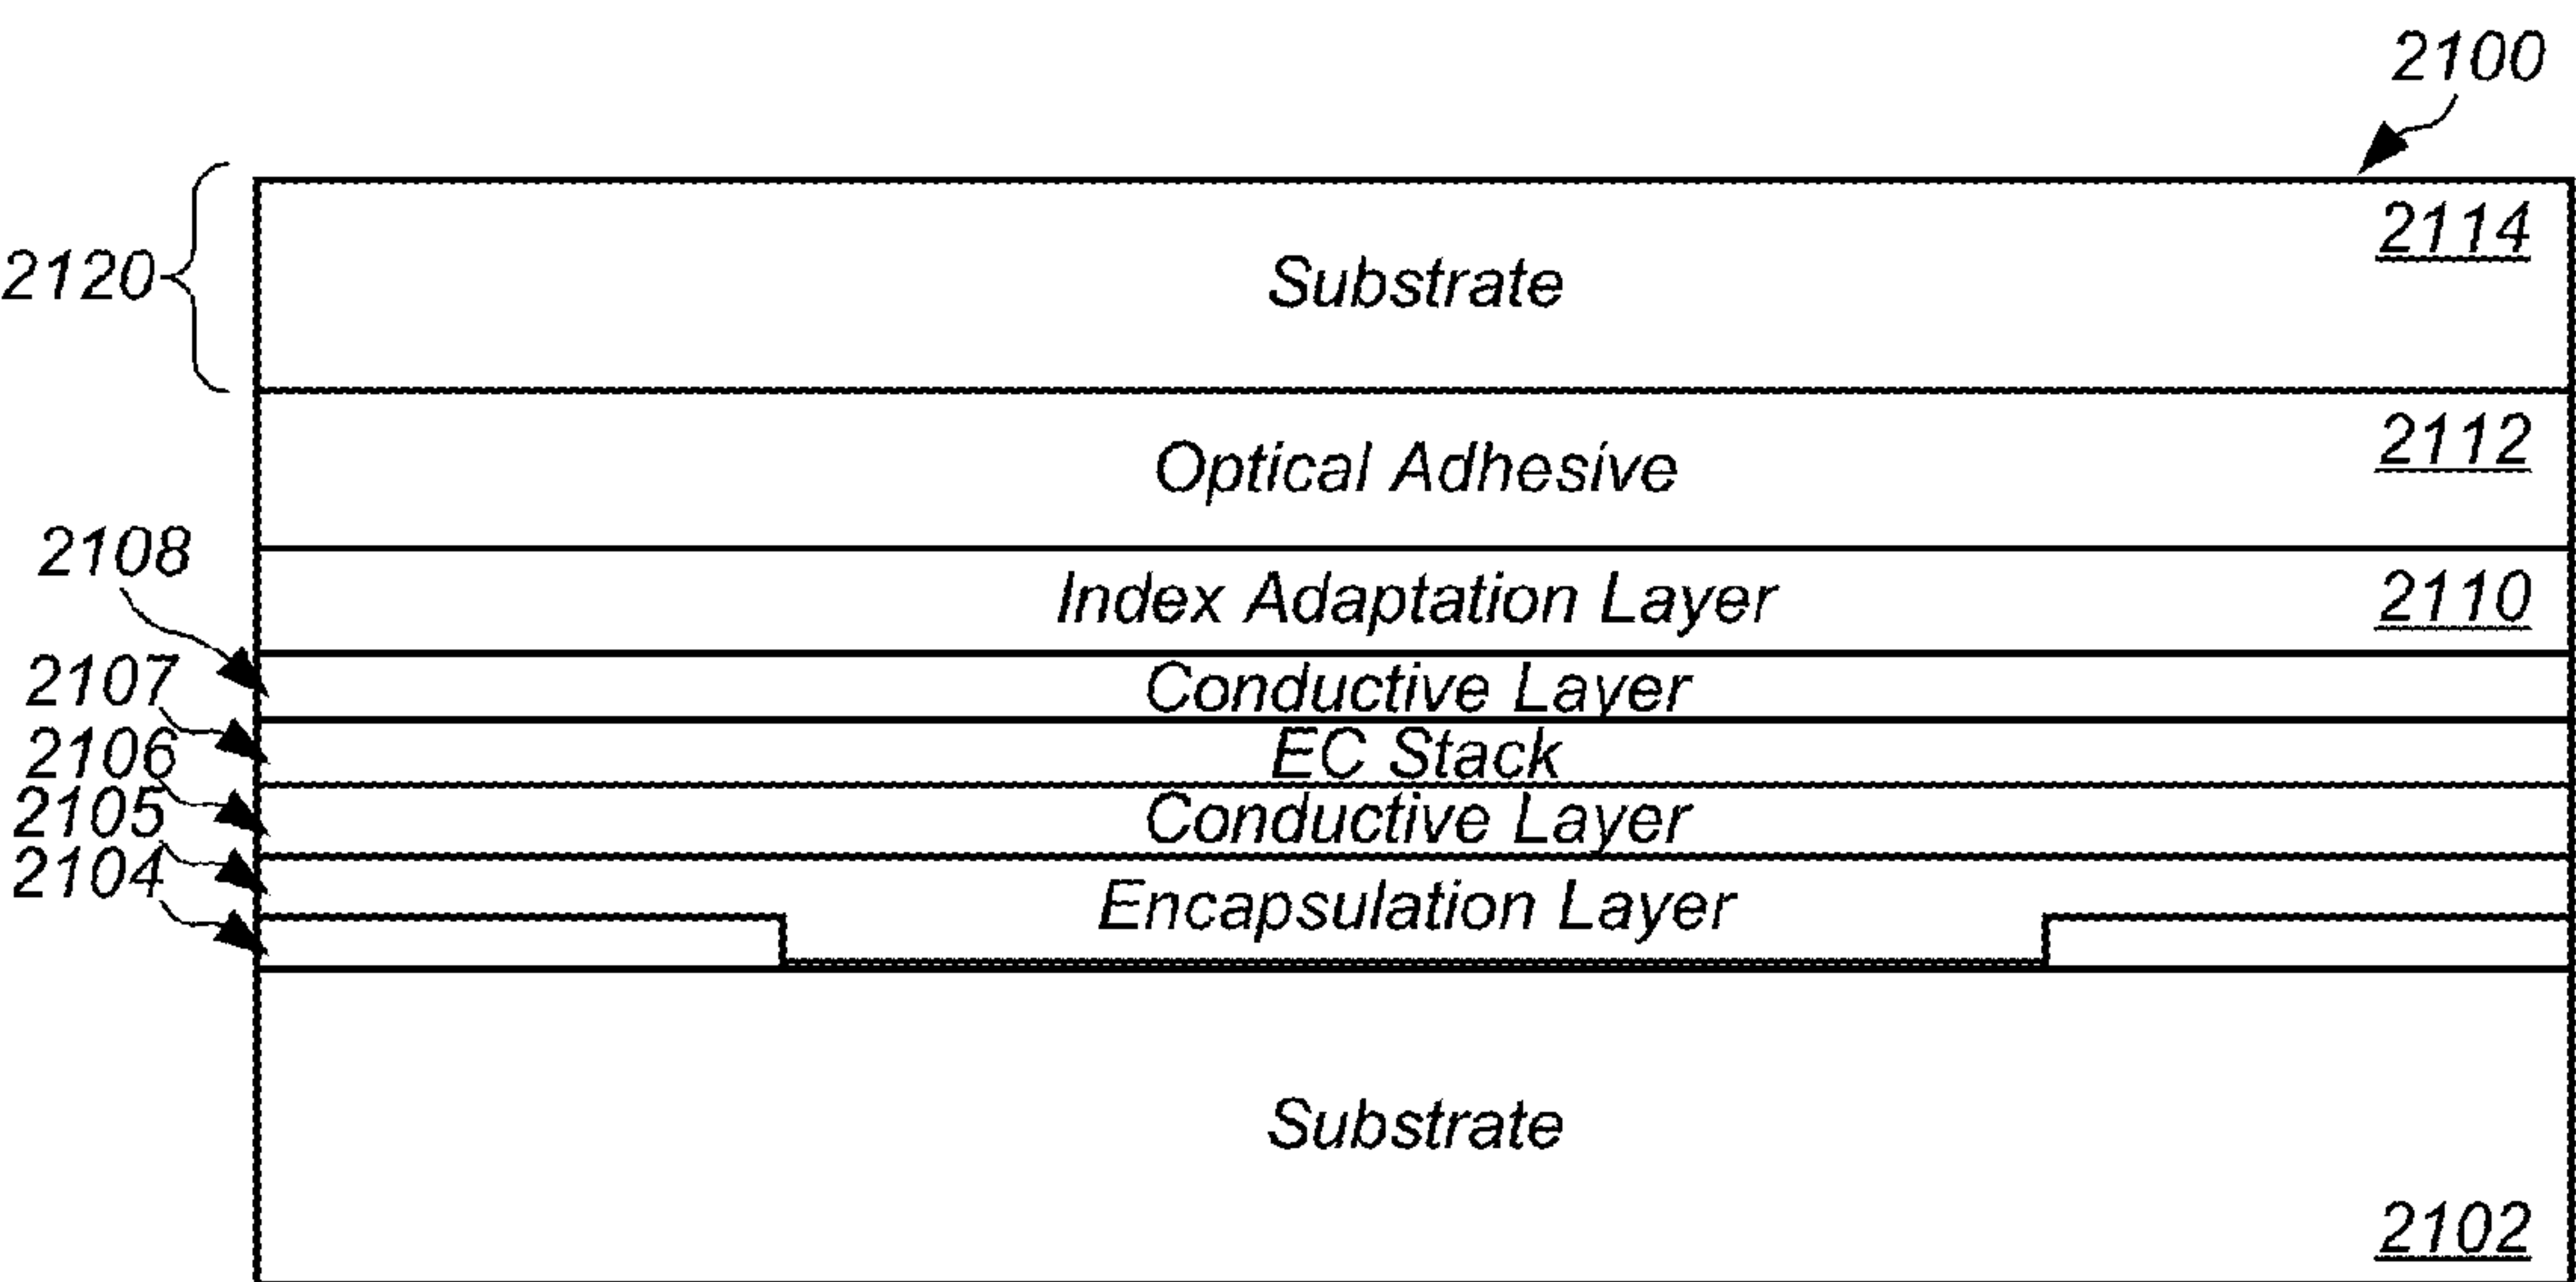 2100
2114
2120
Substrate
2112
Optical Adhesive
2108
Index Adaptation Layer
2110
2107
Conductive Layer
2106
EC Stack
2105
Conductive Layer
2104
Encapsulation Layer
Substrate
2102